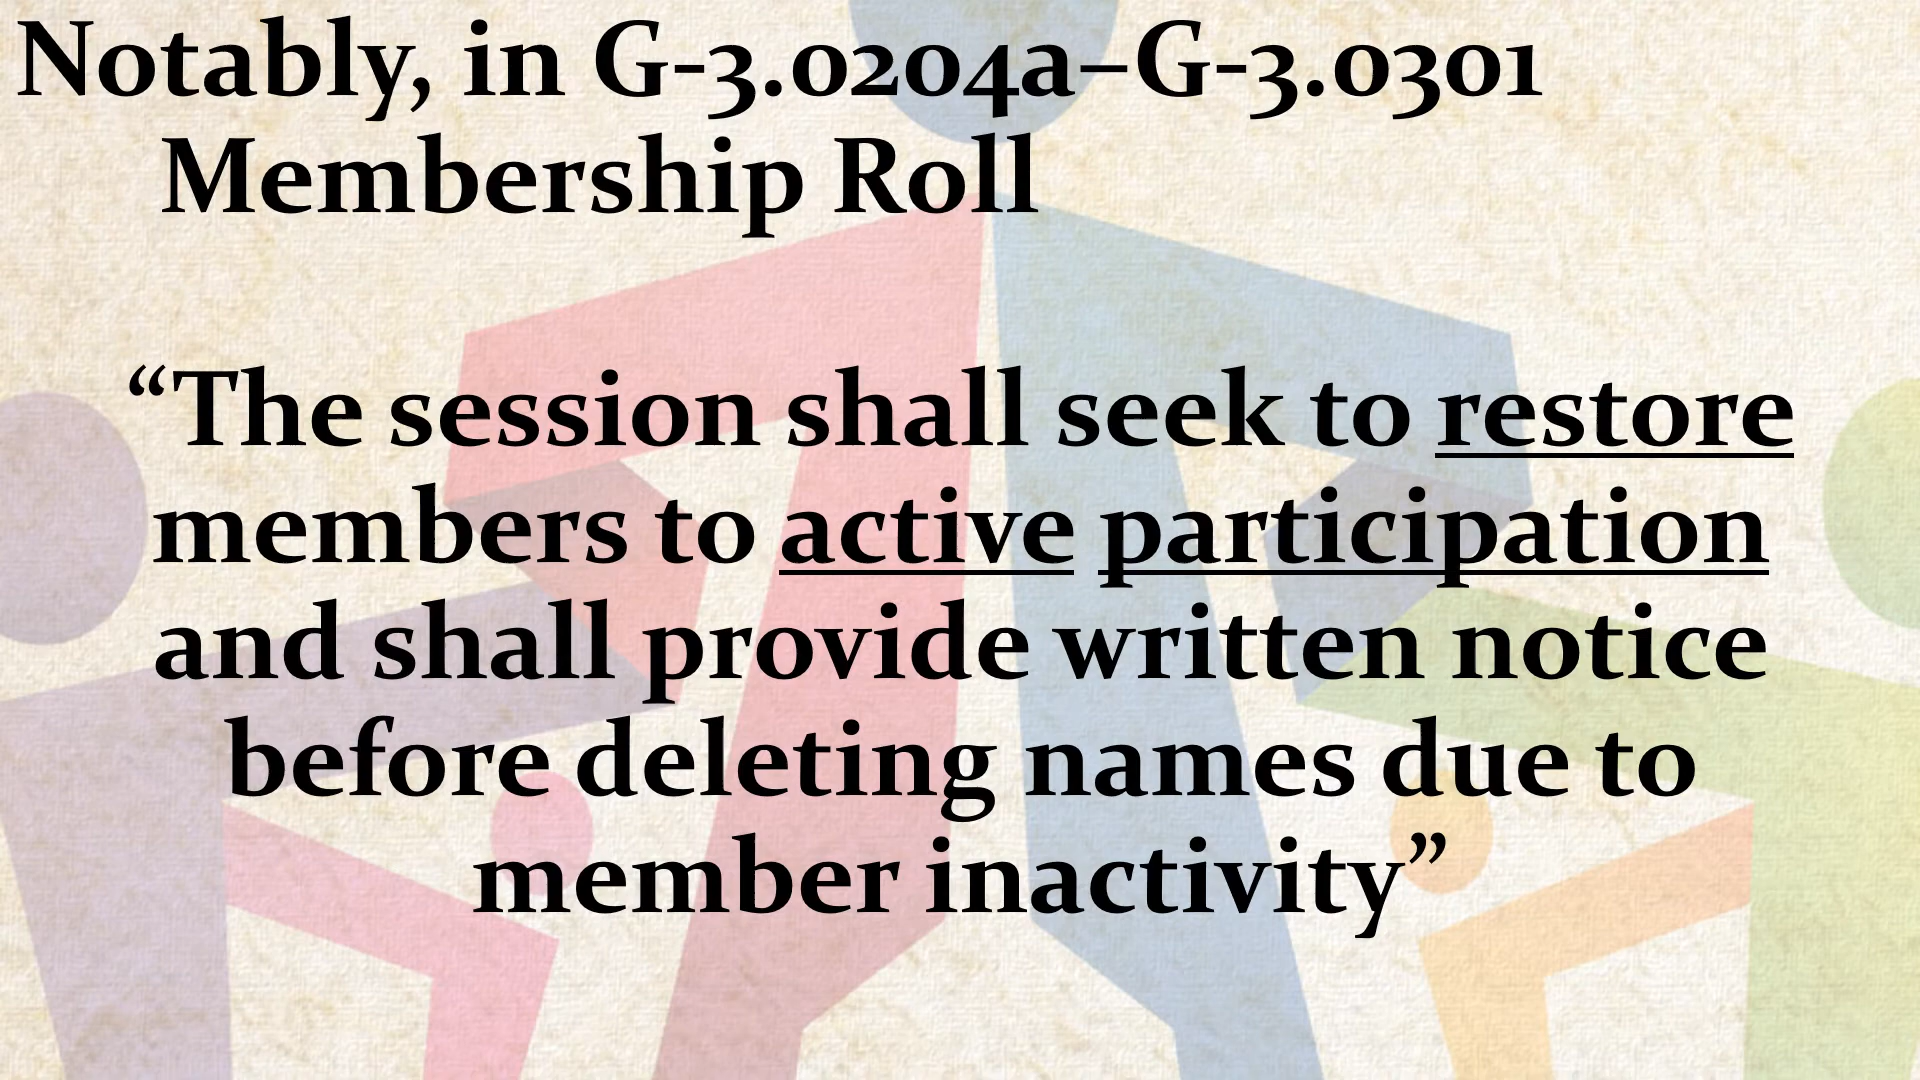 Notably, in G-3.0204a–G-3.0301
Membership Roll
“The session shall seek to restore
members to active participation
and shall provide written notice
before deleting names due to
member inactivity”